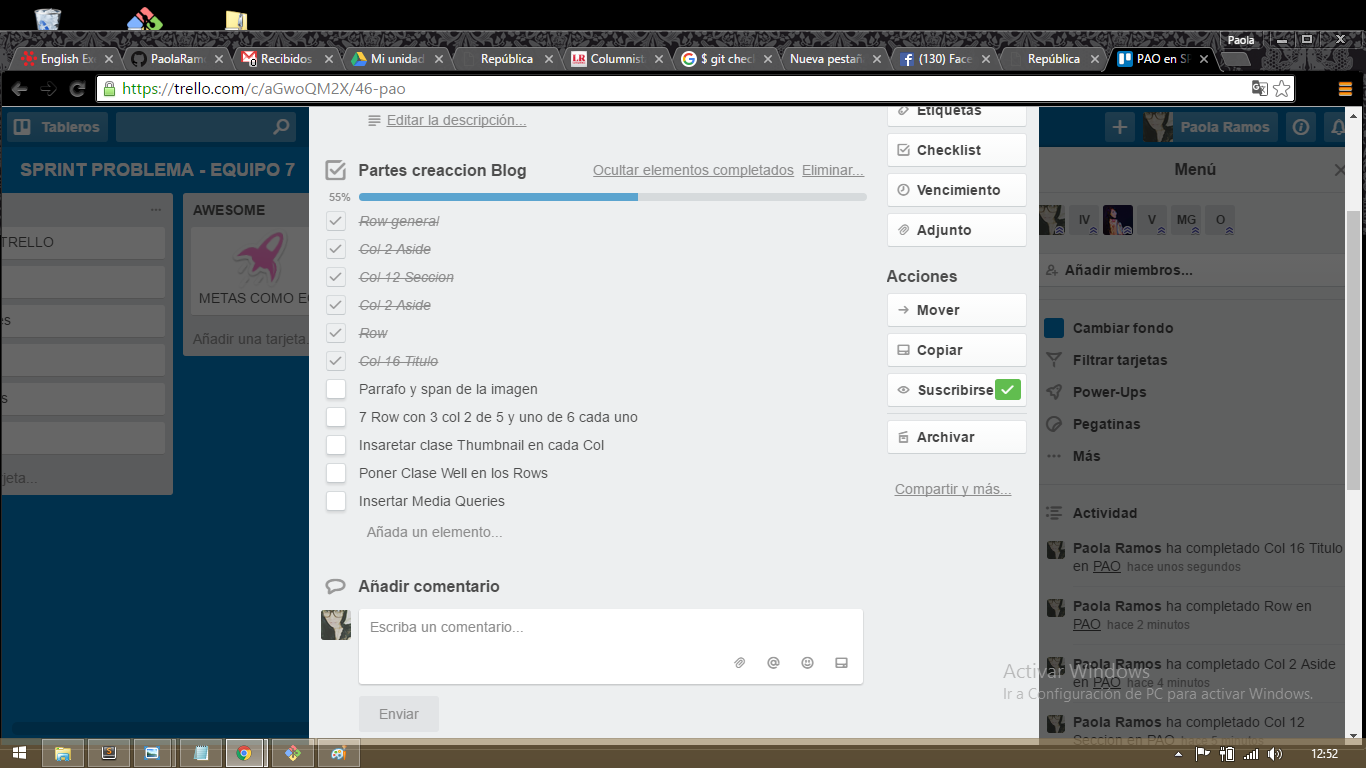 Paola
English Ex
PaolaRam
Recibidos
Mi unidad
República
Columnist
$ git chec
Nueva pestañ
(130) Face
República
PAO en SP
https://trello.com/c/aGwoQM2X/46-pao
Tableros
Paola Ramos
SPRINT PROBLEMA - EQUIPO 7
TRELLO
és
s
rjeta...
AWESOME
METAS COMO EQ
Añadir una tarjeta.
Editar la descripción...
Partes creaccion Blog
Ocultar elementos completados
Eliminar...
55%
Row general
Col 2 Aside
Col 12 Seccion
Col 2 Aside
Row
Col 16 Titulo
Parrafo y span de la imagen
7 Row con 3 col 2 de 5 y uno de 6 cada uno
Insaretar clase Thumbnail en cada Col
Poner Clase Well en los Rows
Insertar Media Queries
Añada un elemento...
Añadir comentario
Escriba un comentario...
Enviar
Etiquetas
Checklist
Vencimiento
Adjunto
Acciones
Mover
Copiar
Suscribirse
Archivar
Compartir y más...
Menú
IV
V
MG
O
Añadir miembros...
Cambiar fondo
Filtrar tarjetas
Power-Ups
Pegatinas
Más
Actividad
Paola Ramos ha completado Col 16 Titulo
en PAO hace unos segundos
Paola Ramos ha completado Row en
PAO hace 2 minutos
Paola Ramos ha completado Col 2 Aside
en PAO hace 4 minutos
Paola Ramos ha completado Col 12
Seccion en PAO hace 5 minutos
Activar Windows
Ir a Configuración de PC para activar Windows.
12:52